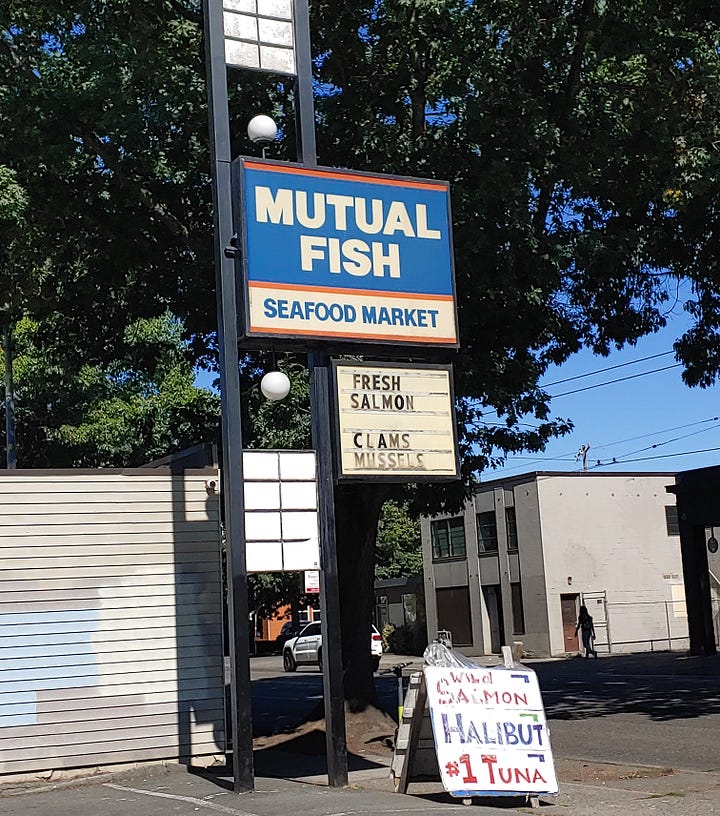 MUTUAL
FISH
SEAFOOD MARKET
FRESH
SALMON
CLAMS
MUSSELS
Wild
SALMON
HALIBUT
#1 TUNA